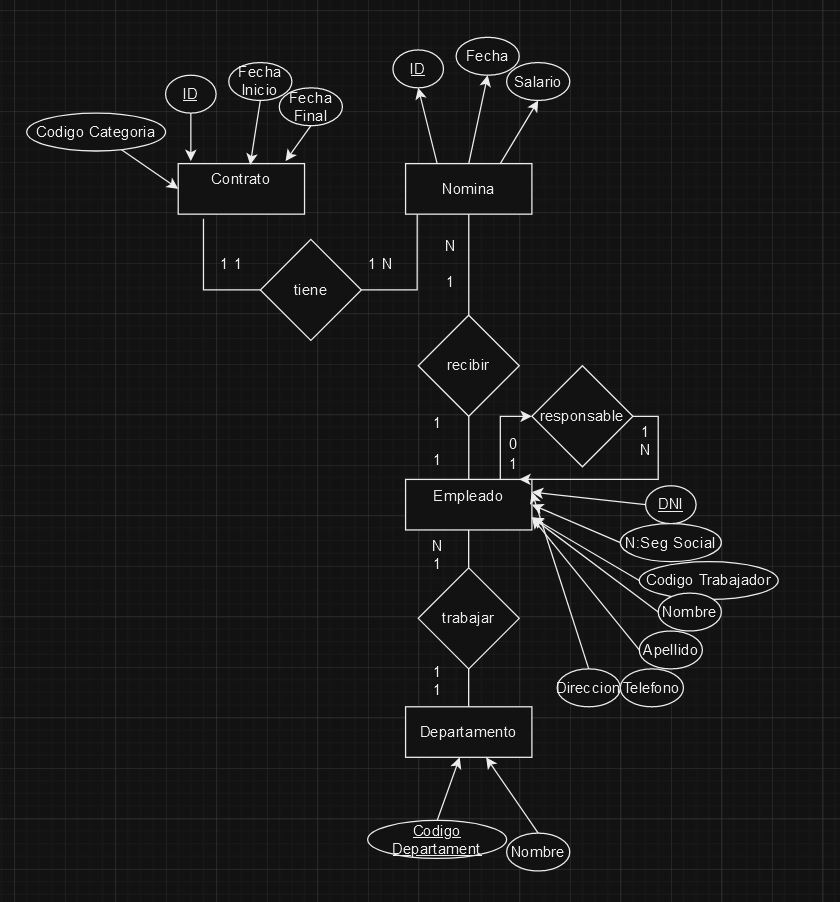 ID
Fecha
Salario
ID
Fecha
Inicio
Fecha
Final
Codigo Categoria
Contrato
Nomina
1 1
tiene
1 N
N
1
recibir
1
1
responsable
0
1
1
N
Empleado
DNI
N:Seg Social
Codigo Trabajador
Nombre
Apellido
Direccion
Telefono
N
1
trabajar
1
1
Departamento
Codigo
Departament
Nombre